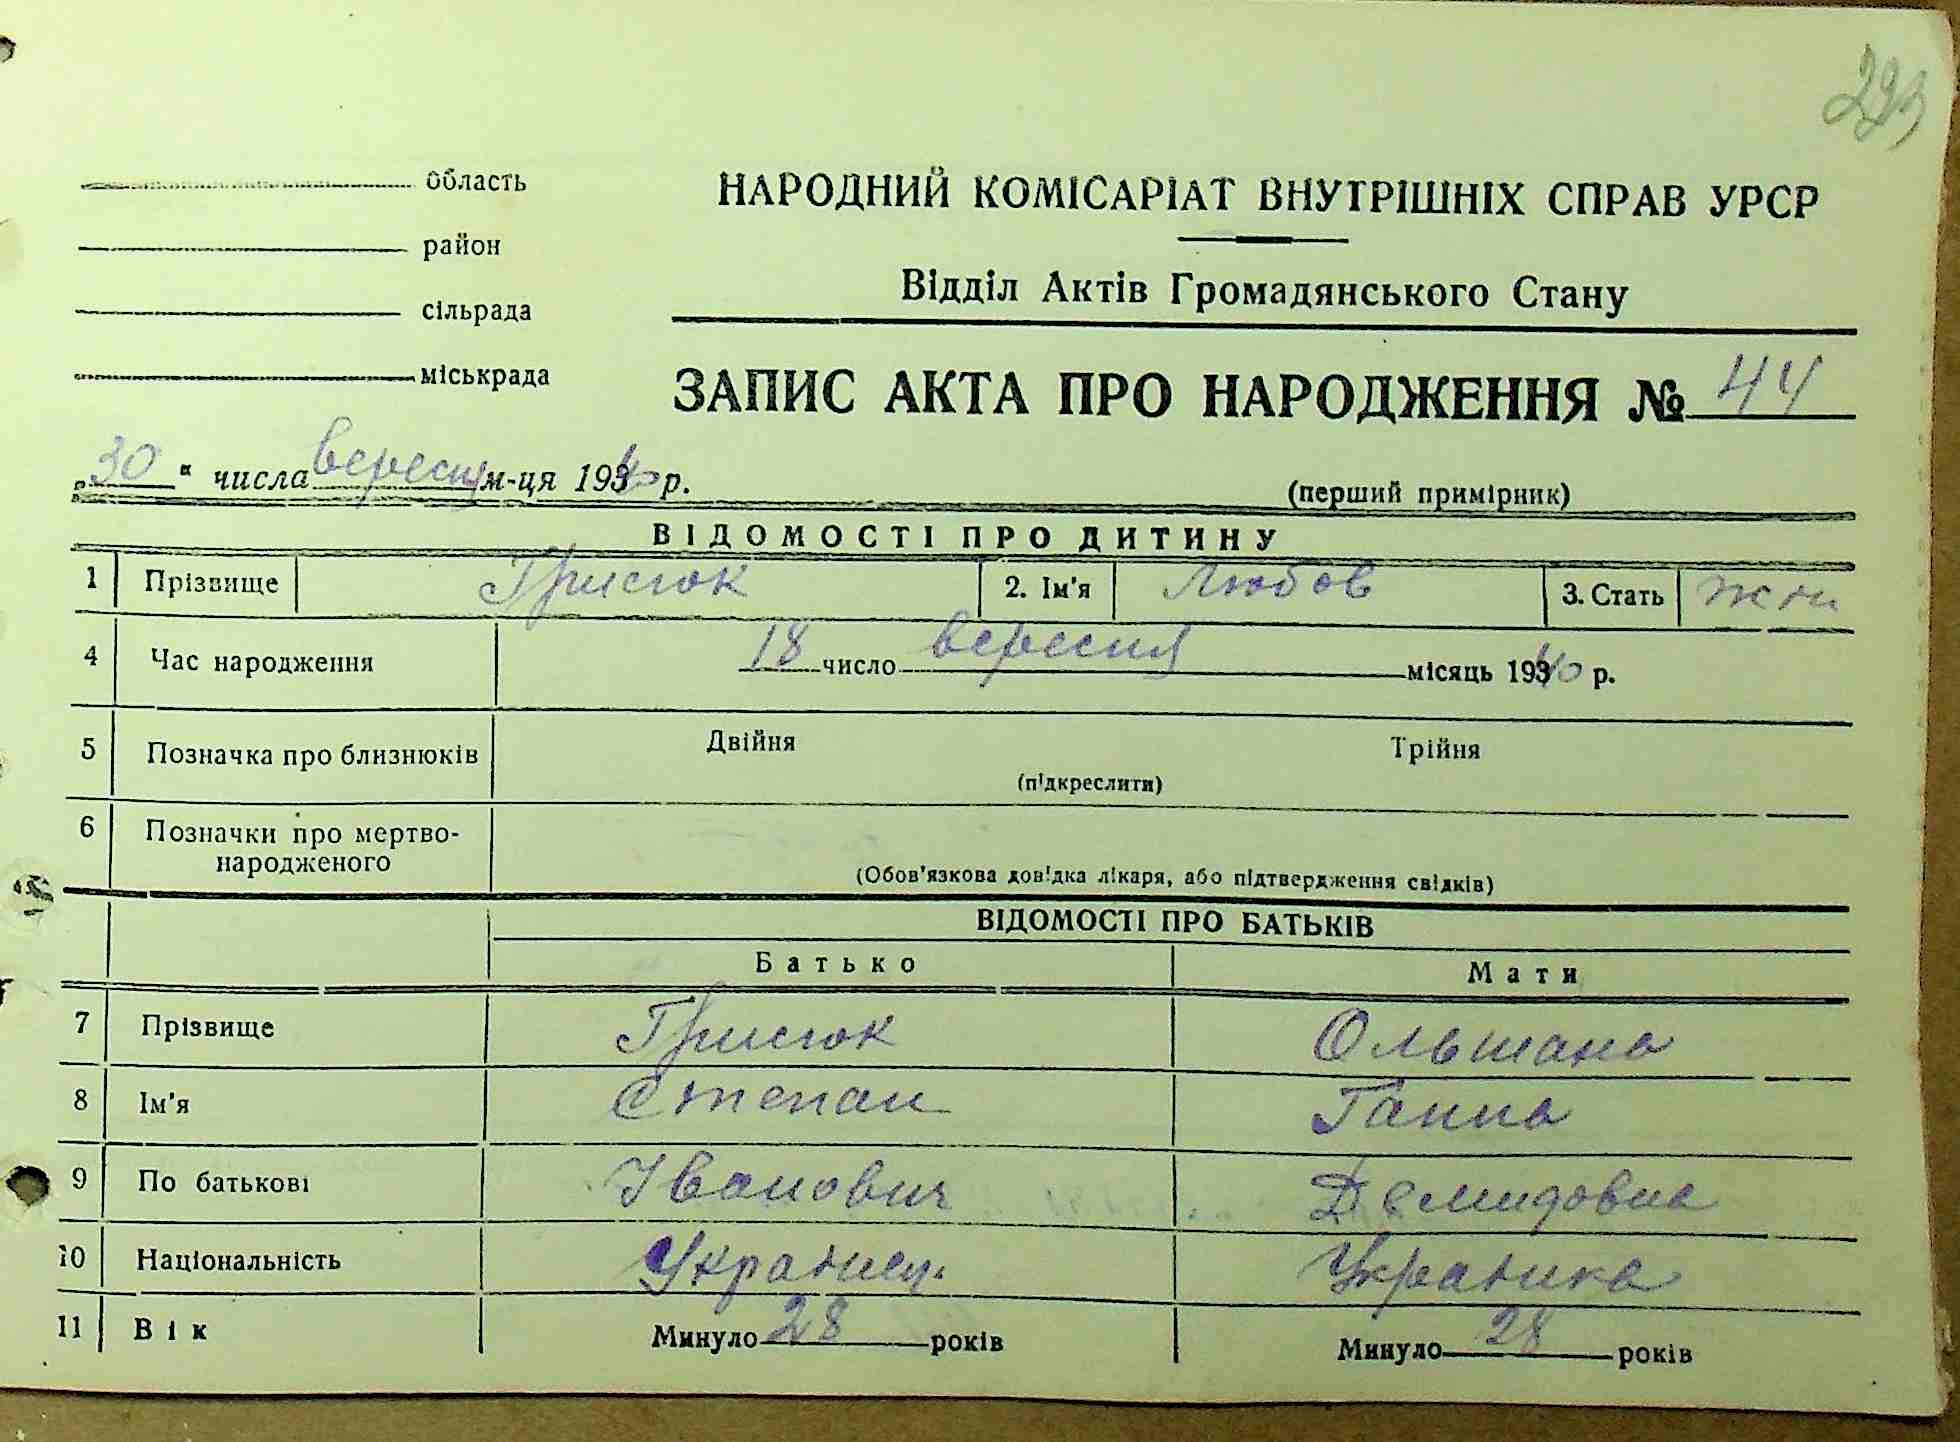 293
область
район
сільрада
міськрада
НАРОДНИЙ КОМІСАРІАТ ВНУТРІШНІХ СПРАВ УРСР
Відділ Актів Громадянського Стану
ЗАПИС АКТА ПРО НАРОДЖЕННЯ № 44
„30" числа вересня м-ця 1940 р.
(перший примірник)
ВІДОМОСТІ ПРО ДИТИНУ
1 Прізвище Грисюк 2. Ім'я Любов 3. Стать жін
4 Час народження 18 число вересня місяць 1940 р.
5 Позначка про близнюків Двійня Трійня
(підкреслити)
6 Позначки про мертво-
народженого
(Обов'язкова довідка лікаря, або підтвердження свідків)
ВІДОМОСТІ ПРО БАТЬКІВ
Батько Мати
7 Прізвище Грисюк Ольшана
8 Ім'я Степан Ганна
9 По батькові Іванович Демидовна
10 Національність Українец. Українка
11 Вік Минуло 28 років Минуло 28 років